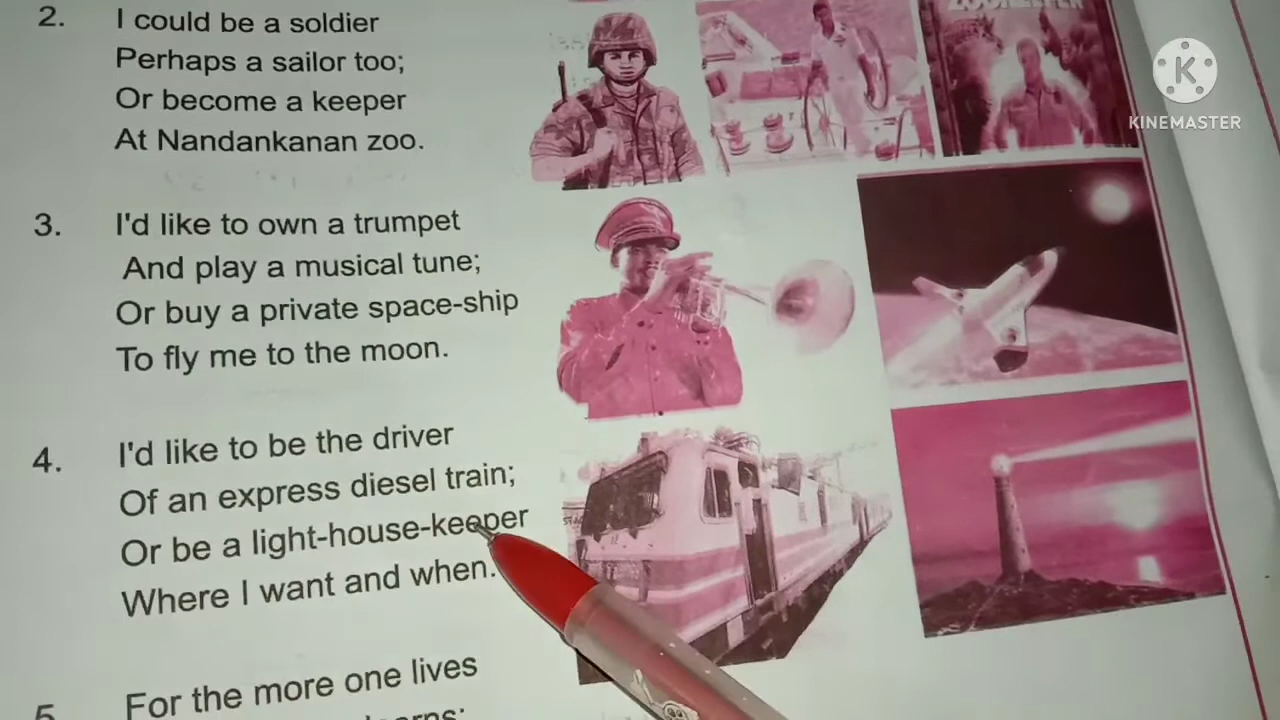 2. I could be a soldier
Perhaps a sailor too;
Or become a keeper
At Nandankanan zoo.
3. I'd like to own a trumpet
And play a musical tune;
Or buy a private space-ship
To fly me to the moon.
4. I'd like to be the driver
Of an express diesel train;
Or be a light-house-keeper
Where I want and when.
5. For the more one lives
KINEMASTER